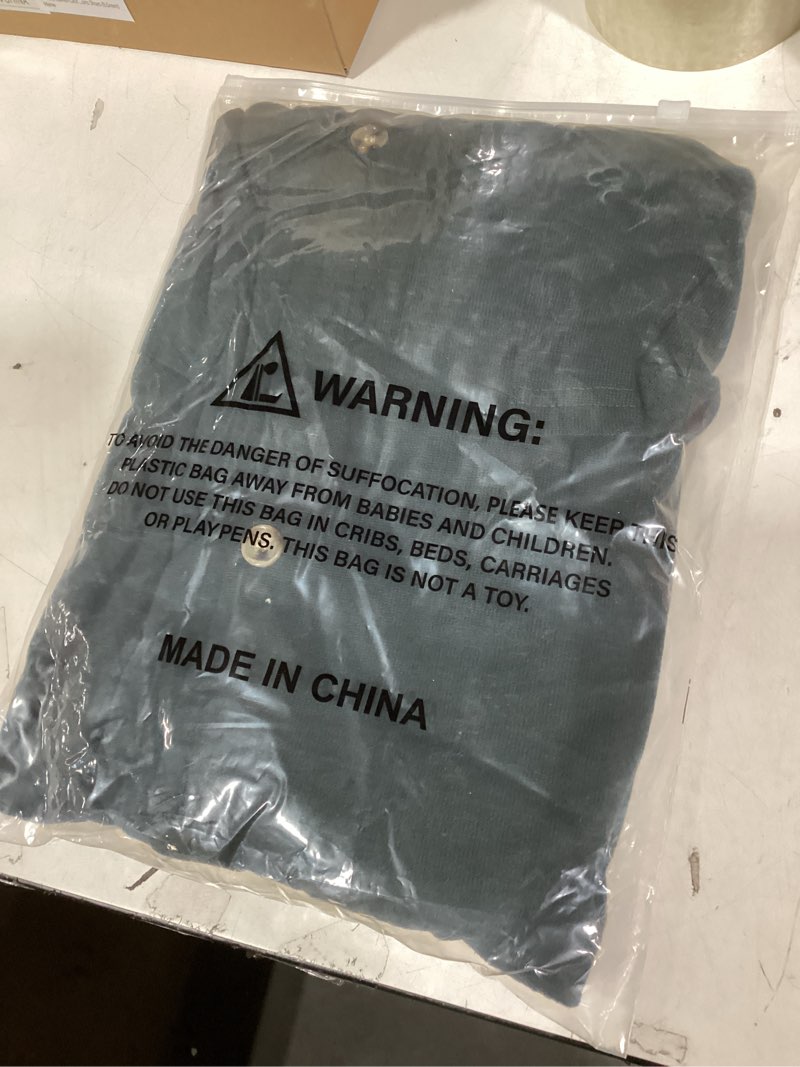 WARNING:
TO AVOID THE DANGER OF SUFFOCATION, PLEASE KEEP THIS
PLASTIC BAG AWAY FROM BABIES AND CHILDREN.
DO NOT USE THIS BAG IN CRIBS, BEDS, CARRIAGES
OR PLAYPENS. THIS BAG IS NOT A TOY.
MADE IN CHINA